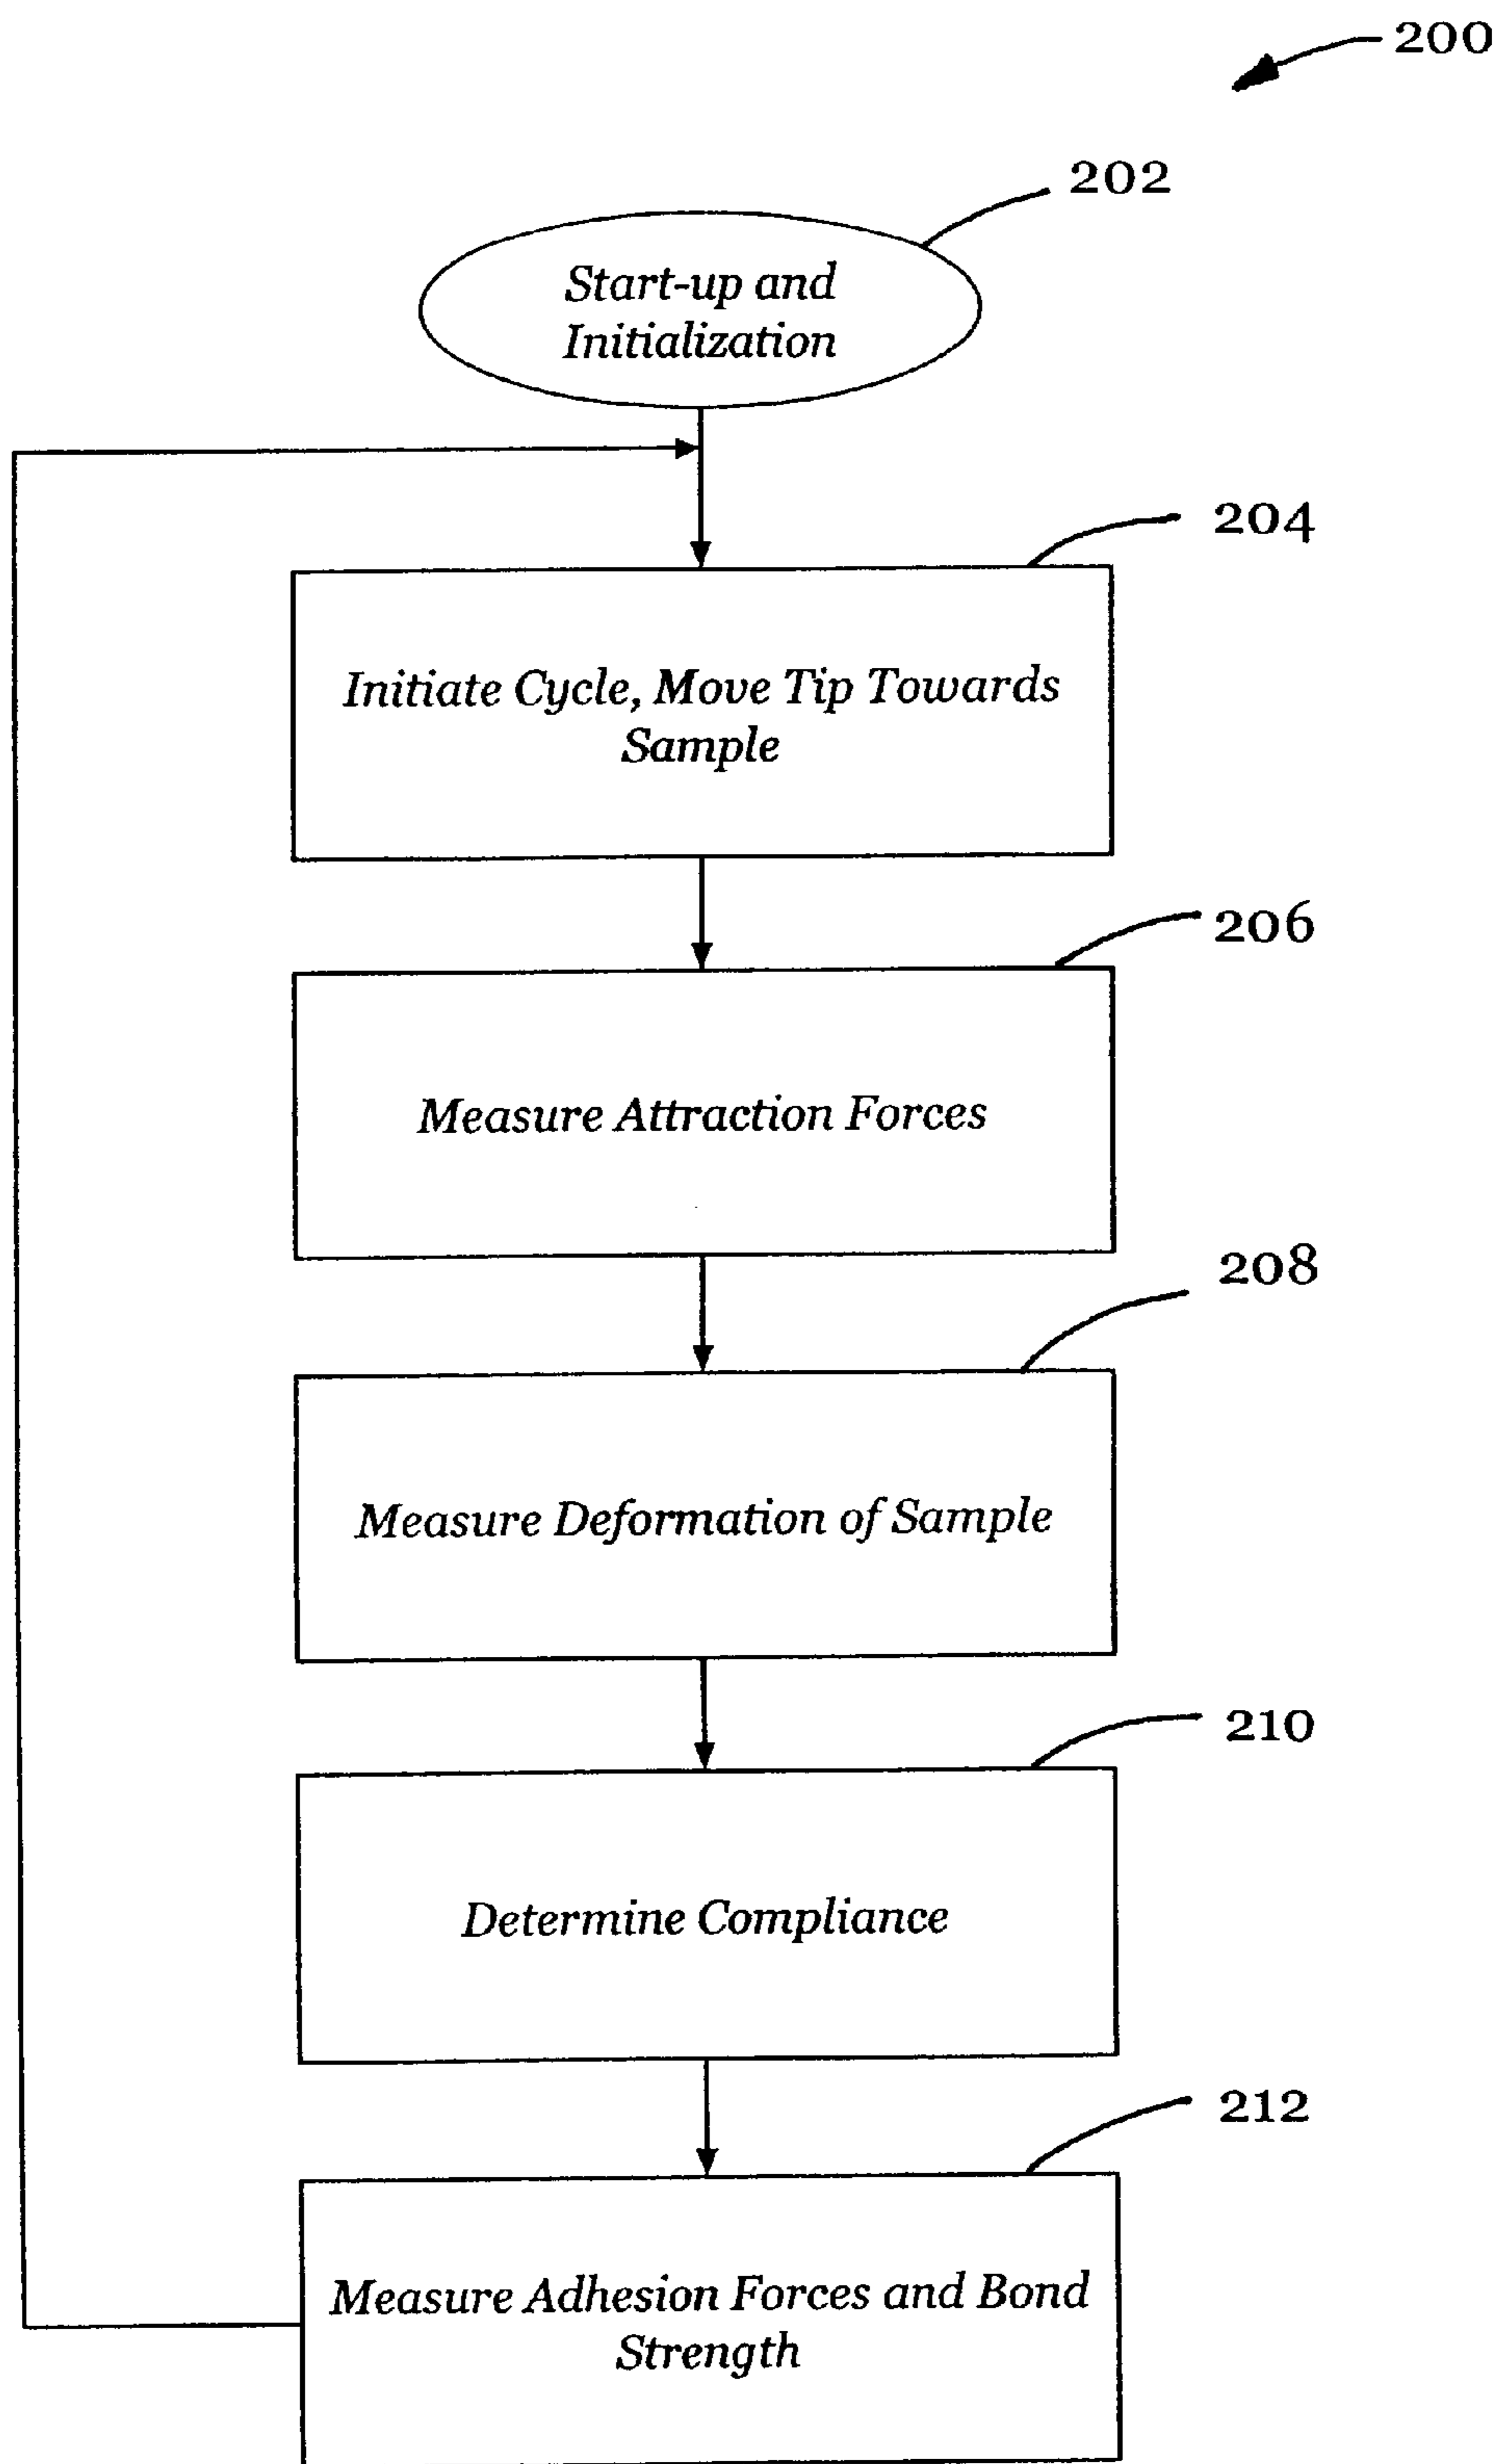 200
202
Start-up and
Initialization
204
Initiate Cycle, Move Tip Towards
Sample
206
Measure Attraction Forces
208
Measure Deformation of Sample
210
Determine Compliance
212
Measure Adhesion Forces and Bond
Strength